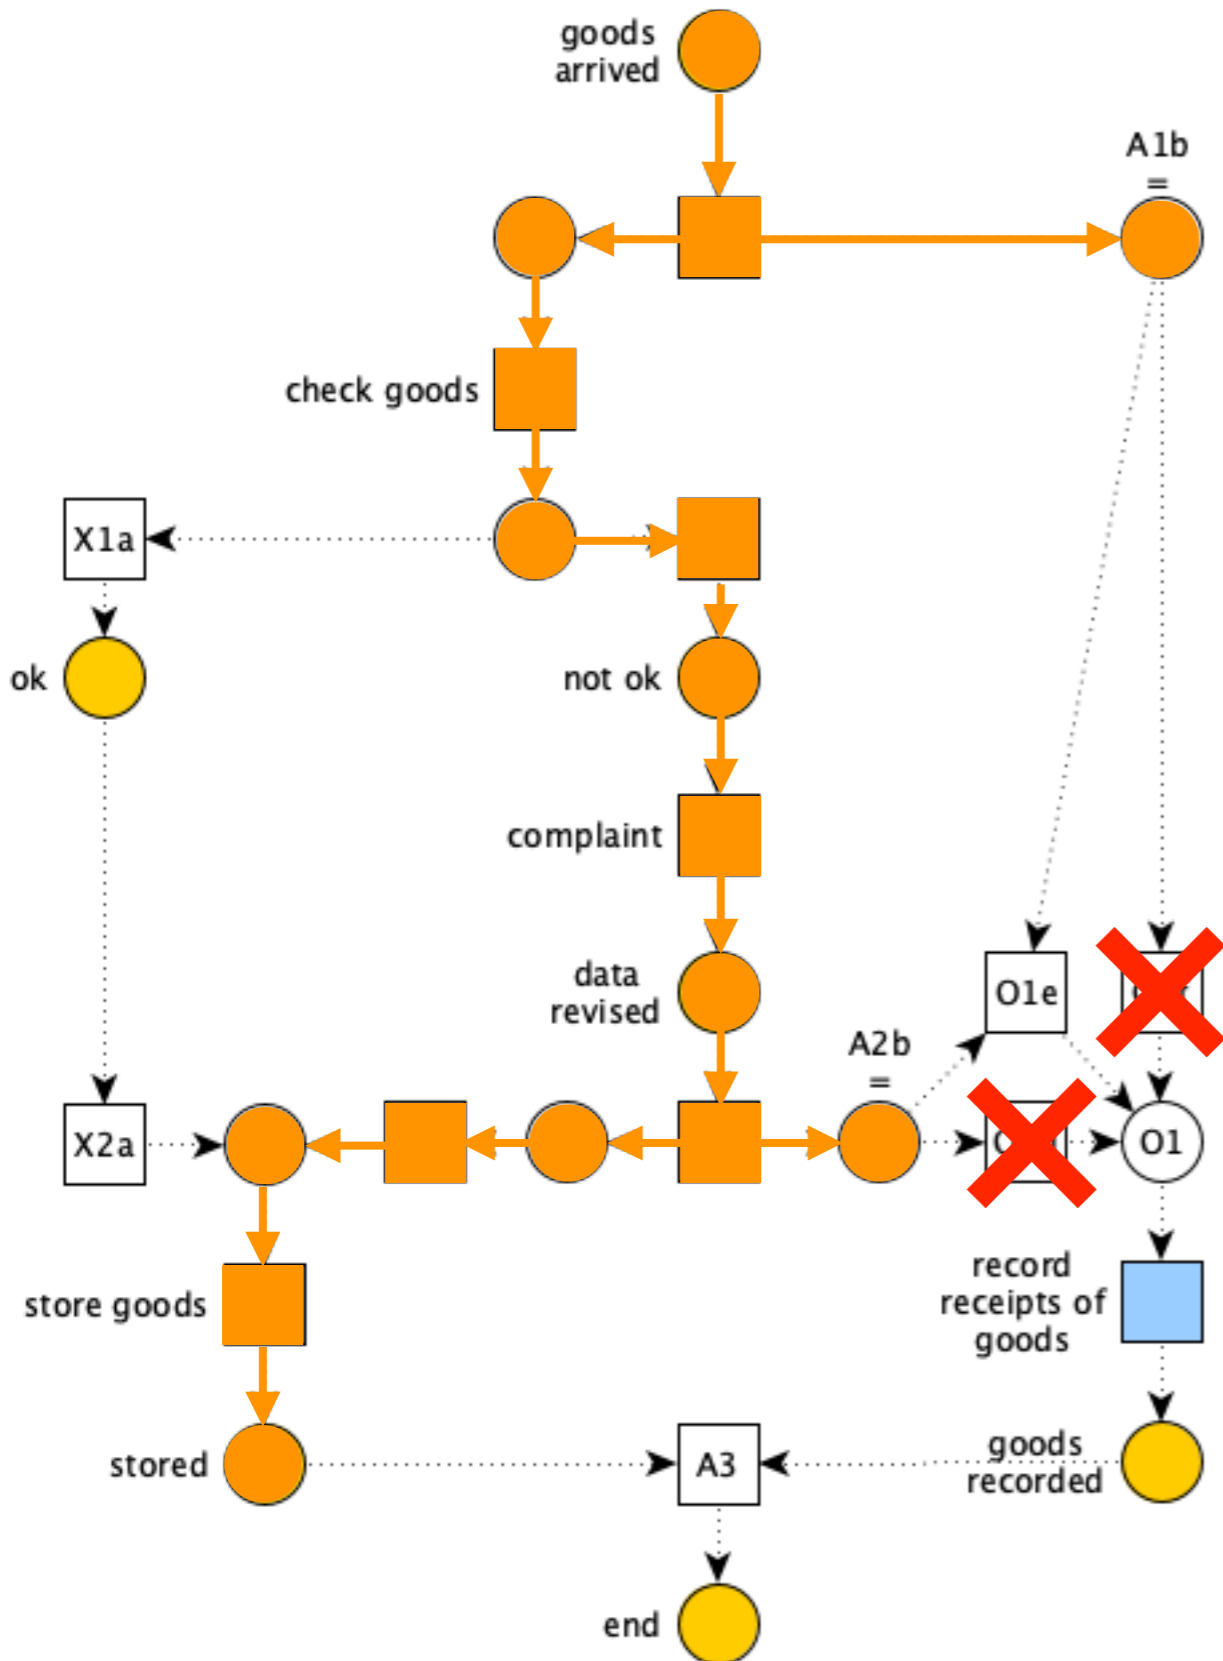 goods
arrived
A1b
=
check goods
X1a
ok
not ok
complaint
data
revised
O1e
A2b
=
X2a
O1
record
receipts of
goods
store goods
stored
A3
goods
recorded
end